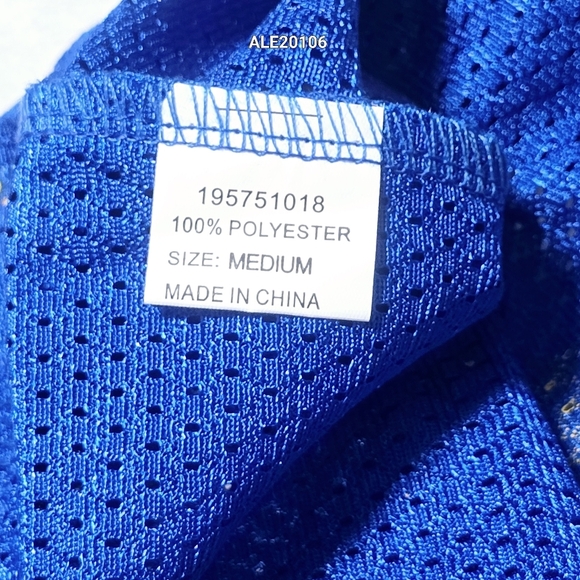 ALE20106
195751018
100% POLYESTER
SIZE: MEDIUM
MADE IN CHINA